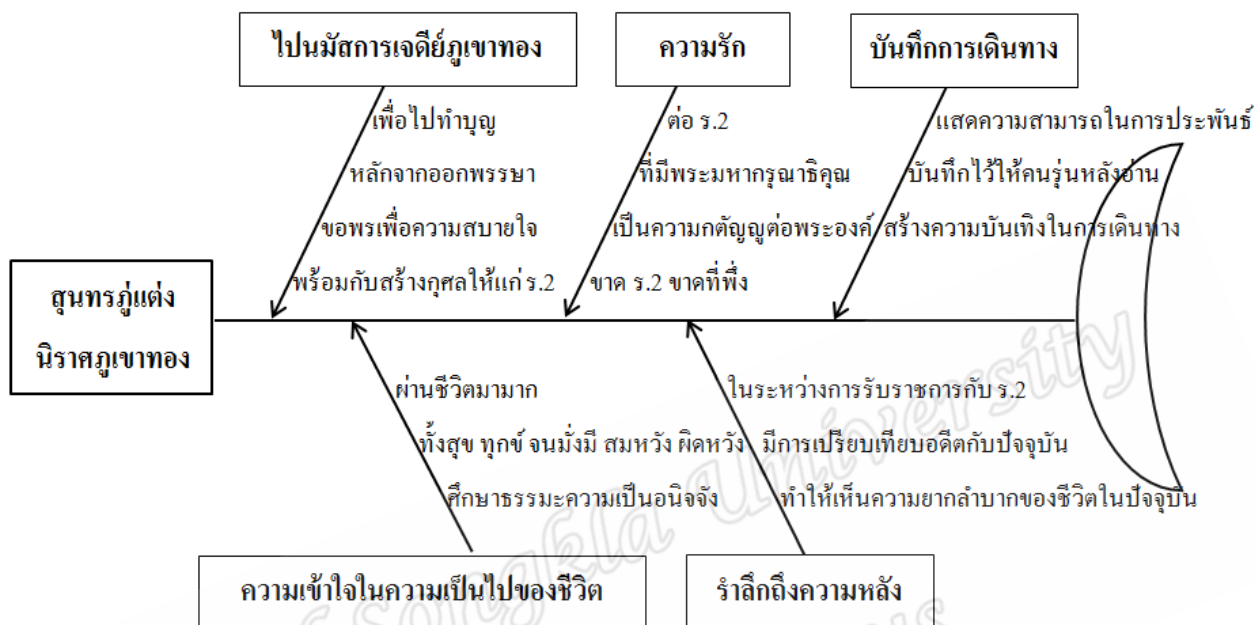 ไปนมัสการเจดีย์ภูเขาทอง
ความรัก
บันทึกการเดินทาง
เพื่อไปทำบุญ
หลักจากออกพรรษา
ขอพรเพื่อความสบายใจ
พร้อมกับสร้างกุศลให้แก่ ร.2
ต่อ ร.2
ที่มีพระมหากรุณาธิคุณ
เป็นความกตัญญูต่อพระองค์
ขาด ร.2 ขาดที่พึ่ง
แสดความสามารถในการประพันธ์
บันทึกไว้ให้คนรุ่นหลังอ่าน
สร้างความบันเทิงในการเดินทาง
สุนทรภู่แต่ง
นิราศภูเขาทอง
ผ่านชีวิตมามาก
ทั้งสุข ทุกข์ จนมั่งมี สมหวัง ผิดหวัง
ศึกษาธรรมะความเป็นอนิจจัง
ในระหว่างการรับราชการกับ ร.2
มีการเปรียบเทียบอดีตกับปัจจุบัน
ทำให้เห็นความยากลำบากของชีวิตในปัจจุบัน
ความเข้าใจในความเป็นไปของชีวิต
รำลึกถึงความหลัง
Songkla University